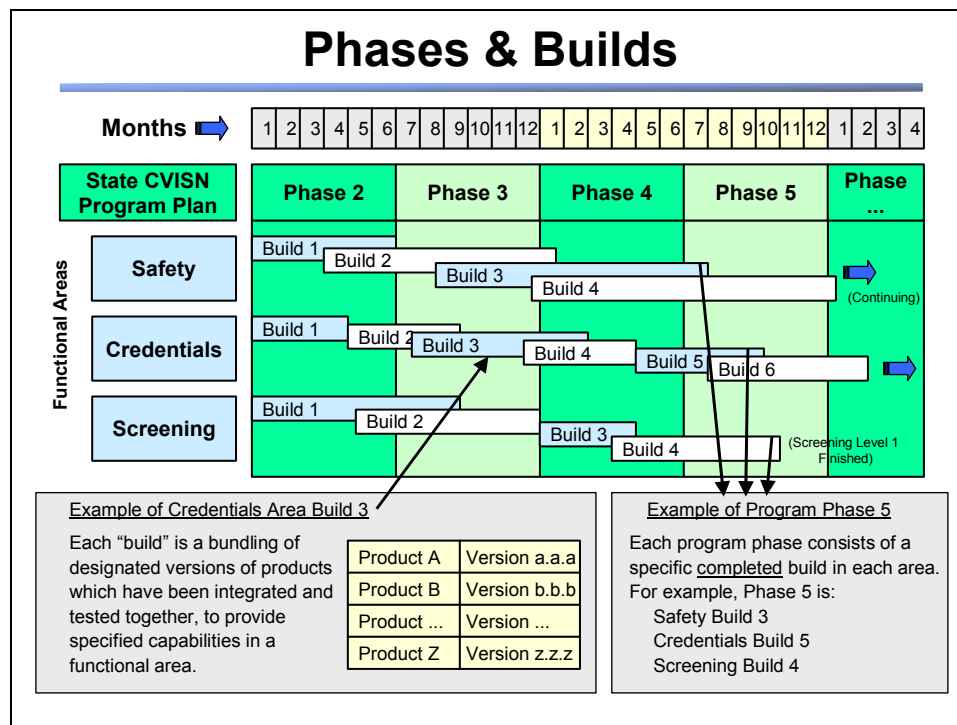 Phases & Builds
Months
1 2 3 4 5 6 7 8 9 10 11 12 1 2 3 4 5 6 7 8 9 10 11 12 1 2 3 4
State CVISN
Program Plan
Phase 2
Phase 3
Phase 4
Phase 5
Phase
...
Functional Areas
Safety
Build 1
Build 2
Build 3
Build 4
(Continuing)
Credentials
Build 1
Build 2
Build 3
Build 4
Build 5
Build 6
Screening
Build 1
Build 2
Build 3
Build 4
(Screening Level 1
Finished)
Example of Credentials Area Build 3
Each “build” is a bundling of
designated versions of products
which have been integrated and
tested together, to provide
specified capabilities in a
functional area.
Product A Version a.a.a
Product B Version b.b.b
Product ... Version ...
Product Z Version z.z.z
Example of Program Phase 5
Each program phase consists of a
specific completed build in each area.
For example, Phase 5 is:
Safety Build 3
Credentials Build 5
Screening Build 4